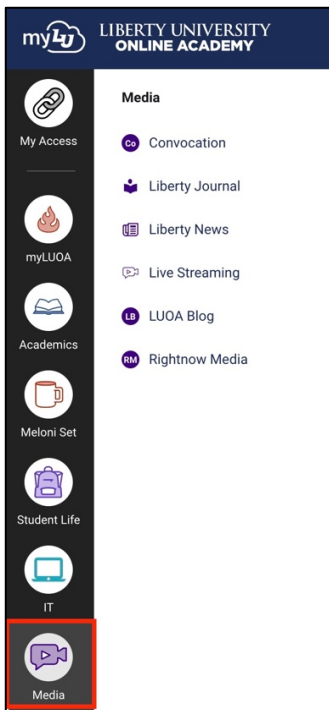 myLU
LIBERTY UNIVERSITY
ONLINE ACADEMY
My Access
myLUOA
Academics
Meloni Set
Student Life
IT
Media
Media
Co Convocation
Liberty Journal
Liberty News
Live Streaming
LB LUOA Blog
RM Rightnow Media